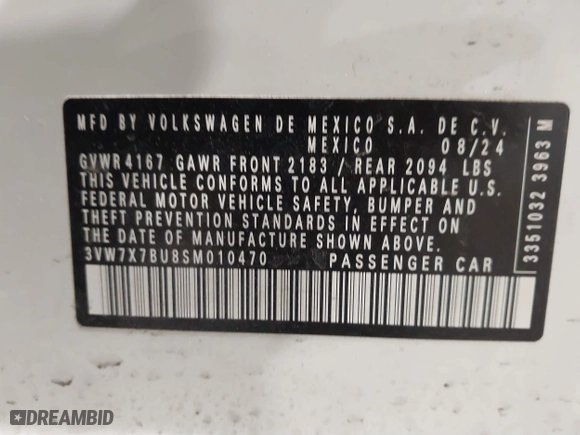 MFD BY VOLKSWAGEN DE MEXICO S.A. DE C.V.
MEXICO 08/24
GVWR 4167 GAWR FRONT 2183 / REAR 2094 LBS
THIS VEHICLE CONFORMS TO ALL APPLICABLE U.S.
FEDERAL MOTOR VEHICLE SAFETY, BUMPER AND
THEFT PREVENTION STANDARDS IN EFFECT ON
THE DATE OF MANUFACTURE SHOWN ABOVE.
3VW7X7BU8SM010470 PASSENGER CAR
3351032 3963 M
DREAMBID